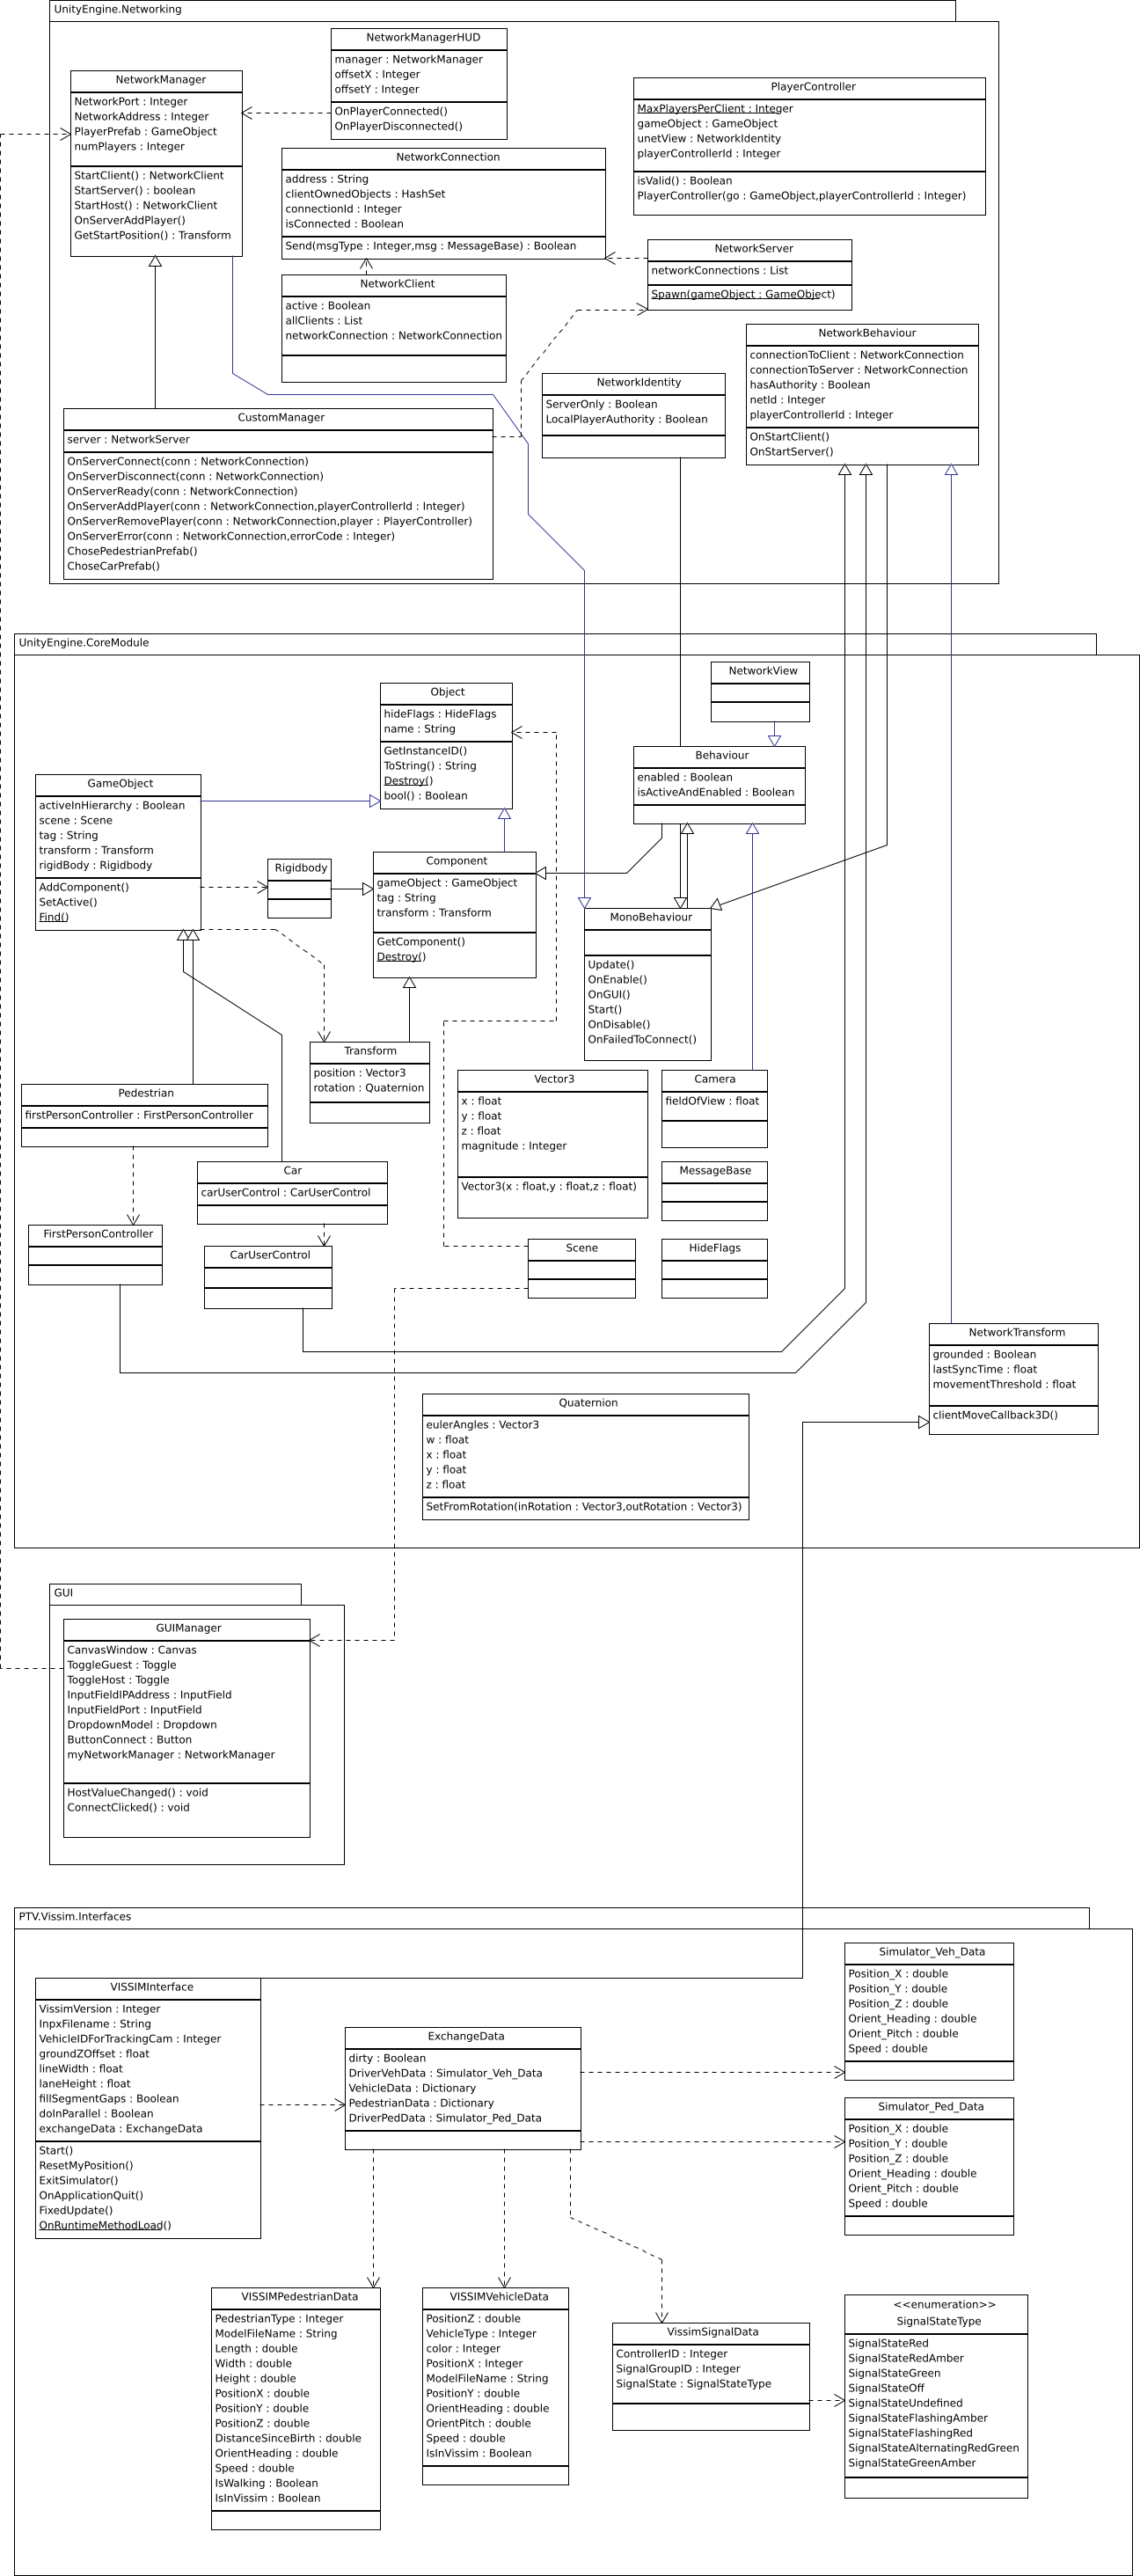 UnityEngine.Networking
NetworkManagerHUD
manager : NetworkManager
offsetX : Integer
offsetY : Integer
OnPlayerConnected()
OnPlayerDisconnected()
NetworkManager
NetworkPort : Integer
NetworkAddress : Integer
PlayerPrefab : GameObject
numPlayers : Integer
StartClient() : NetworkClient
StartServer() : boolean
StartHost() : NetworkClient
OnServerAddPlayer()
GetStartPosition() : Transform
PlayerController
MaxPlayersPerClient : Integer
gameObject : GameObject
unetView : NetworkIdentity
playerControllerId : Integer
isValid() : Boolean
PlayerController(go : GameObject,playerControllerId : Integer)
NetworkConnection
address : String
clientOwnedObjects : HashSet
connectionId : Integer
isConnected : Boolean
Send(msgType : Integer,msg : MessageBase) : Boolean
NetworkServer
networkConnections : List
Spawn(gameObject : GameObject)
NetworkClient
active : Boolean
allClients : List
networkConnection : NetworkConnection
NetworkBehaviour
connectionToClient : NetworkConnection
connectionToServer : NetworkConnection
hasAuthority : Boolean
netId : Integer
playerControllerId : Integer
OnStartClient()
OnStartServer()
NetworkIdentity
ServerOnly : Boolean
LocalPlayerAuthority : Boolean
CustomManager
server : NetworkServer
OnServerConnect(conn : NetworkConnection)
OnServerDisconnect(conn : NetworkConnection)
OnServerReady(conn : NetworkConnection)
OnServerAddPlayer(conn : NetworkConnection,playerControllerId : Integer)
OnServerRemovePlayer(conn : NetworkConnection,player : PlayerController)
OnServerError(conn : NetworkConnection,errorCode : Integer)
ChosePedestrianPrefab()
ChoseCarPrefab()
UnityEngine.CoreModule
NetworkView
Object
hideFlags : HideFlags
name : String
GetInstanceID()
ToString() : String
Destroy()
bool() : Boolean
Behaviour
enabled : Boolean
isActiveAndEnabled : Boolean
GameObject
activeInHierarchy : Boolean
scene : Scene
tag : String
transform : Transform
rigidBody : Rigidbody
AddComponent()
SetActive()
Find()
Rigidbody
Component
gameObject : GameObject
tag : String
transform : Transform
GetComponent()
Destroy()
MonoBehaviour
Update()
OnEnable()
OnGUI()
Start()
OnDisable()
OnFailedToConnect()
Transform
position : Vector3
rotation : Quaternion
Vector3
x : float
y : float
z : float
magnitude : Integer
Vector3(x : float,y : float,z : float)
Camera
fieldOfView : float
Pedestrian
firstPersonController : FirstPersonController
Car
carUserControl : CarUserControl
MessageBase
FirstPersonController
CarUserControl
Scene
HideFlags
NetworkTransform
grounded : Boolean
lastSyncTime : float
movementThreshold : float
clientMoveCallback3D()
Quaternion
eulerAngles : Vector3
w : float
x : float
y : float
z : float
SetFromRotation(inRotation : Vector3,outRotation : Vector3)
GUI
GUIManager
CanvasWindow : Canvas
ToggleGuest : Toggle
ToggleHost : Toggle
InputFieldIPAddress : InputField
InputFieldPort : InputField
DropdownModel : Dropdown
ButtonConnect : Button
myNetworkManager : NetworkManager
HostValueChanged() : void
ConnectClicked() : void
PTV.Vissim.Interfaces
VISSIMInterface
VissimVersion : Integer
InpxFilename : String
VehicleIDForTrackingCam : Integer
groundZOffset : float
lineWidth : float
laneHeight : float
fillSegmentGaps : Boolean
doInParallel : Boolean
exchangeData : ExchangeData
Start()
ResetMyPosition()
ExitSimulator()
OnApplicationQuit()
FixedUpdate()
OnRuntimeMethodLoad()
ExchangeData
dirty : Boolean
DriverVehData : Simulator_Veh_Data
VehicleData : Dictionary
PedestrianData : Dictionary
DriverPedData : Simulator_Ped_Data
Simulator_Veh_Data
Position_X : double
Position_Y : double
Position_Z : double
Orient_Heading : double
Orient_Pitch : double
Speed : double
Simulator_Ped_Data
Position_X : double
Position_Y : double
Position_Z : double
Orient_Heading : double
Orient_Pitch : double
Speed : double
VISSIMPedestrianData
PedestrianType : Integer
ModelFileName : String
Length : double
Width : double
Height : double
PositionX : double
PositionY : double
PositionZ : double
DistanceSinceBirth : double
OrientHeading : double
Speed : double
IsWalking : Boolean
IsInVissim : Boolean
VISSIMVehicleData
PositionZ : double
VehicleType : Integer
color : Integer
PositionX : Integer
ModelFileName : String
PositionY : double
OrientHeading : double
OrientPitch : double
Speed : double
IsInVissim : Boolean
VissimSignalData
ControllerID : Integer
SignalGroupID : Integer
SignalState : SignalStateType
<<enumeration>>
SignalStateType
SignalStateRed
SignalStateRedAmber
SignalStateGreen
SignalStateOff
SignalStateUndefined
SignalStateFlashingAmber
SignalStateFlashingRed
SignalStateAlternatingRedGreen
SignalStateGreenAmber